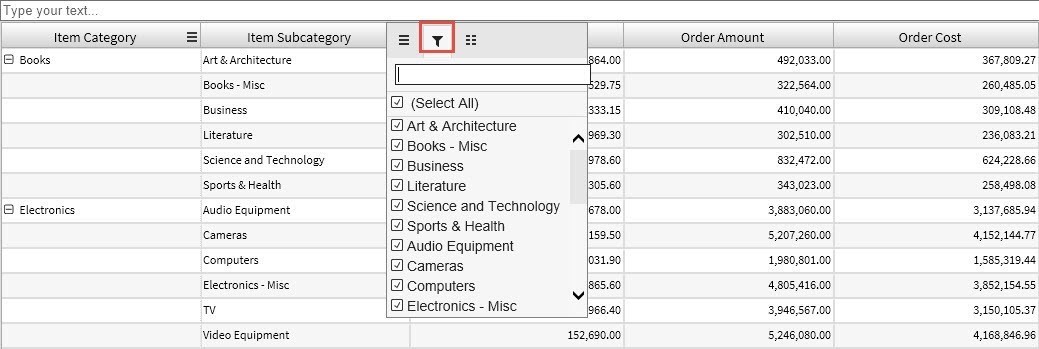 Type your text...
Item Category Item Subcategory Order Amount Order Cost
Books Art & Architecture 864.00 492,033.00 367,809.27
Books - Misc 529.75 322,564.00 260,485.05
Business 333.15 410,040.00 309,108.48
Literature 969.30 302,510.00 236,083.21
Science and Technology 978.60 832,472.00 624,228.66
Sports & Health 305.60 343,023.00 258,498.08
Electronics Audio Equipment 678.00 3,883,060.00 3,137,685.94
Cameras 159.50 5,207,260.00 4,152,144.77
Computers 031.90 1,980,801.00 1,585,319.44
Electronics - Misc 865.60 4,805,416.00 3,852,154.55
TV 966.40 3,946,567.00 3,150,105.37
Video Equipment 152,690.00 5,246,080.00 4,168,846.96
(Select All)
Art & Architecture
Books - Misc
Business
Literature
Science and Technology
Sports & Health
Audio Equipment
Cameras
Computers
Electronics - Misc